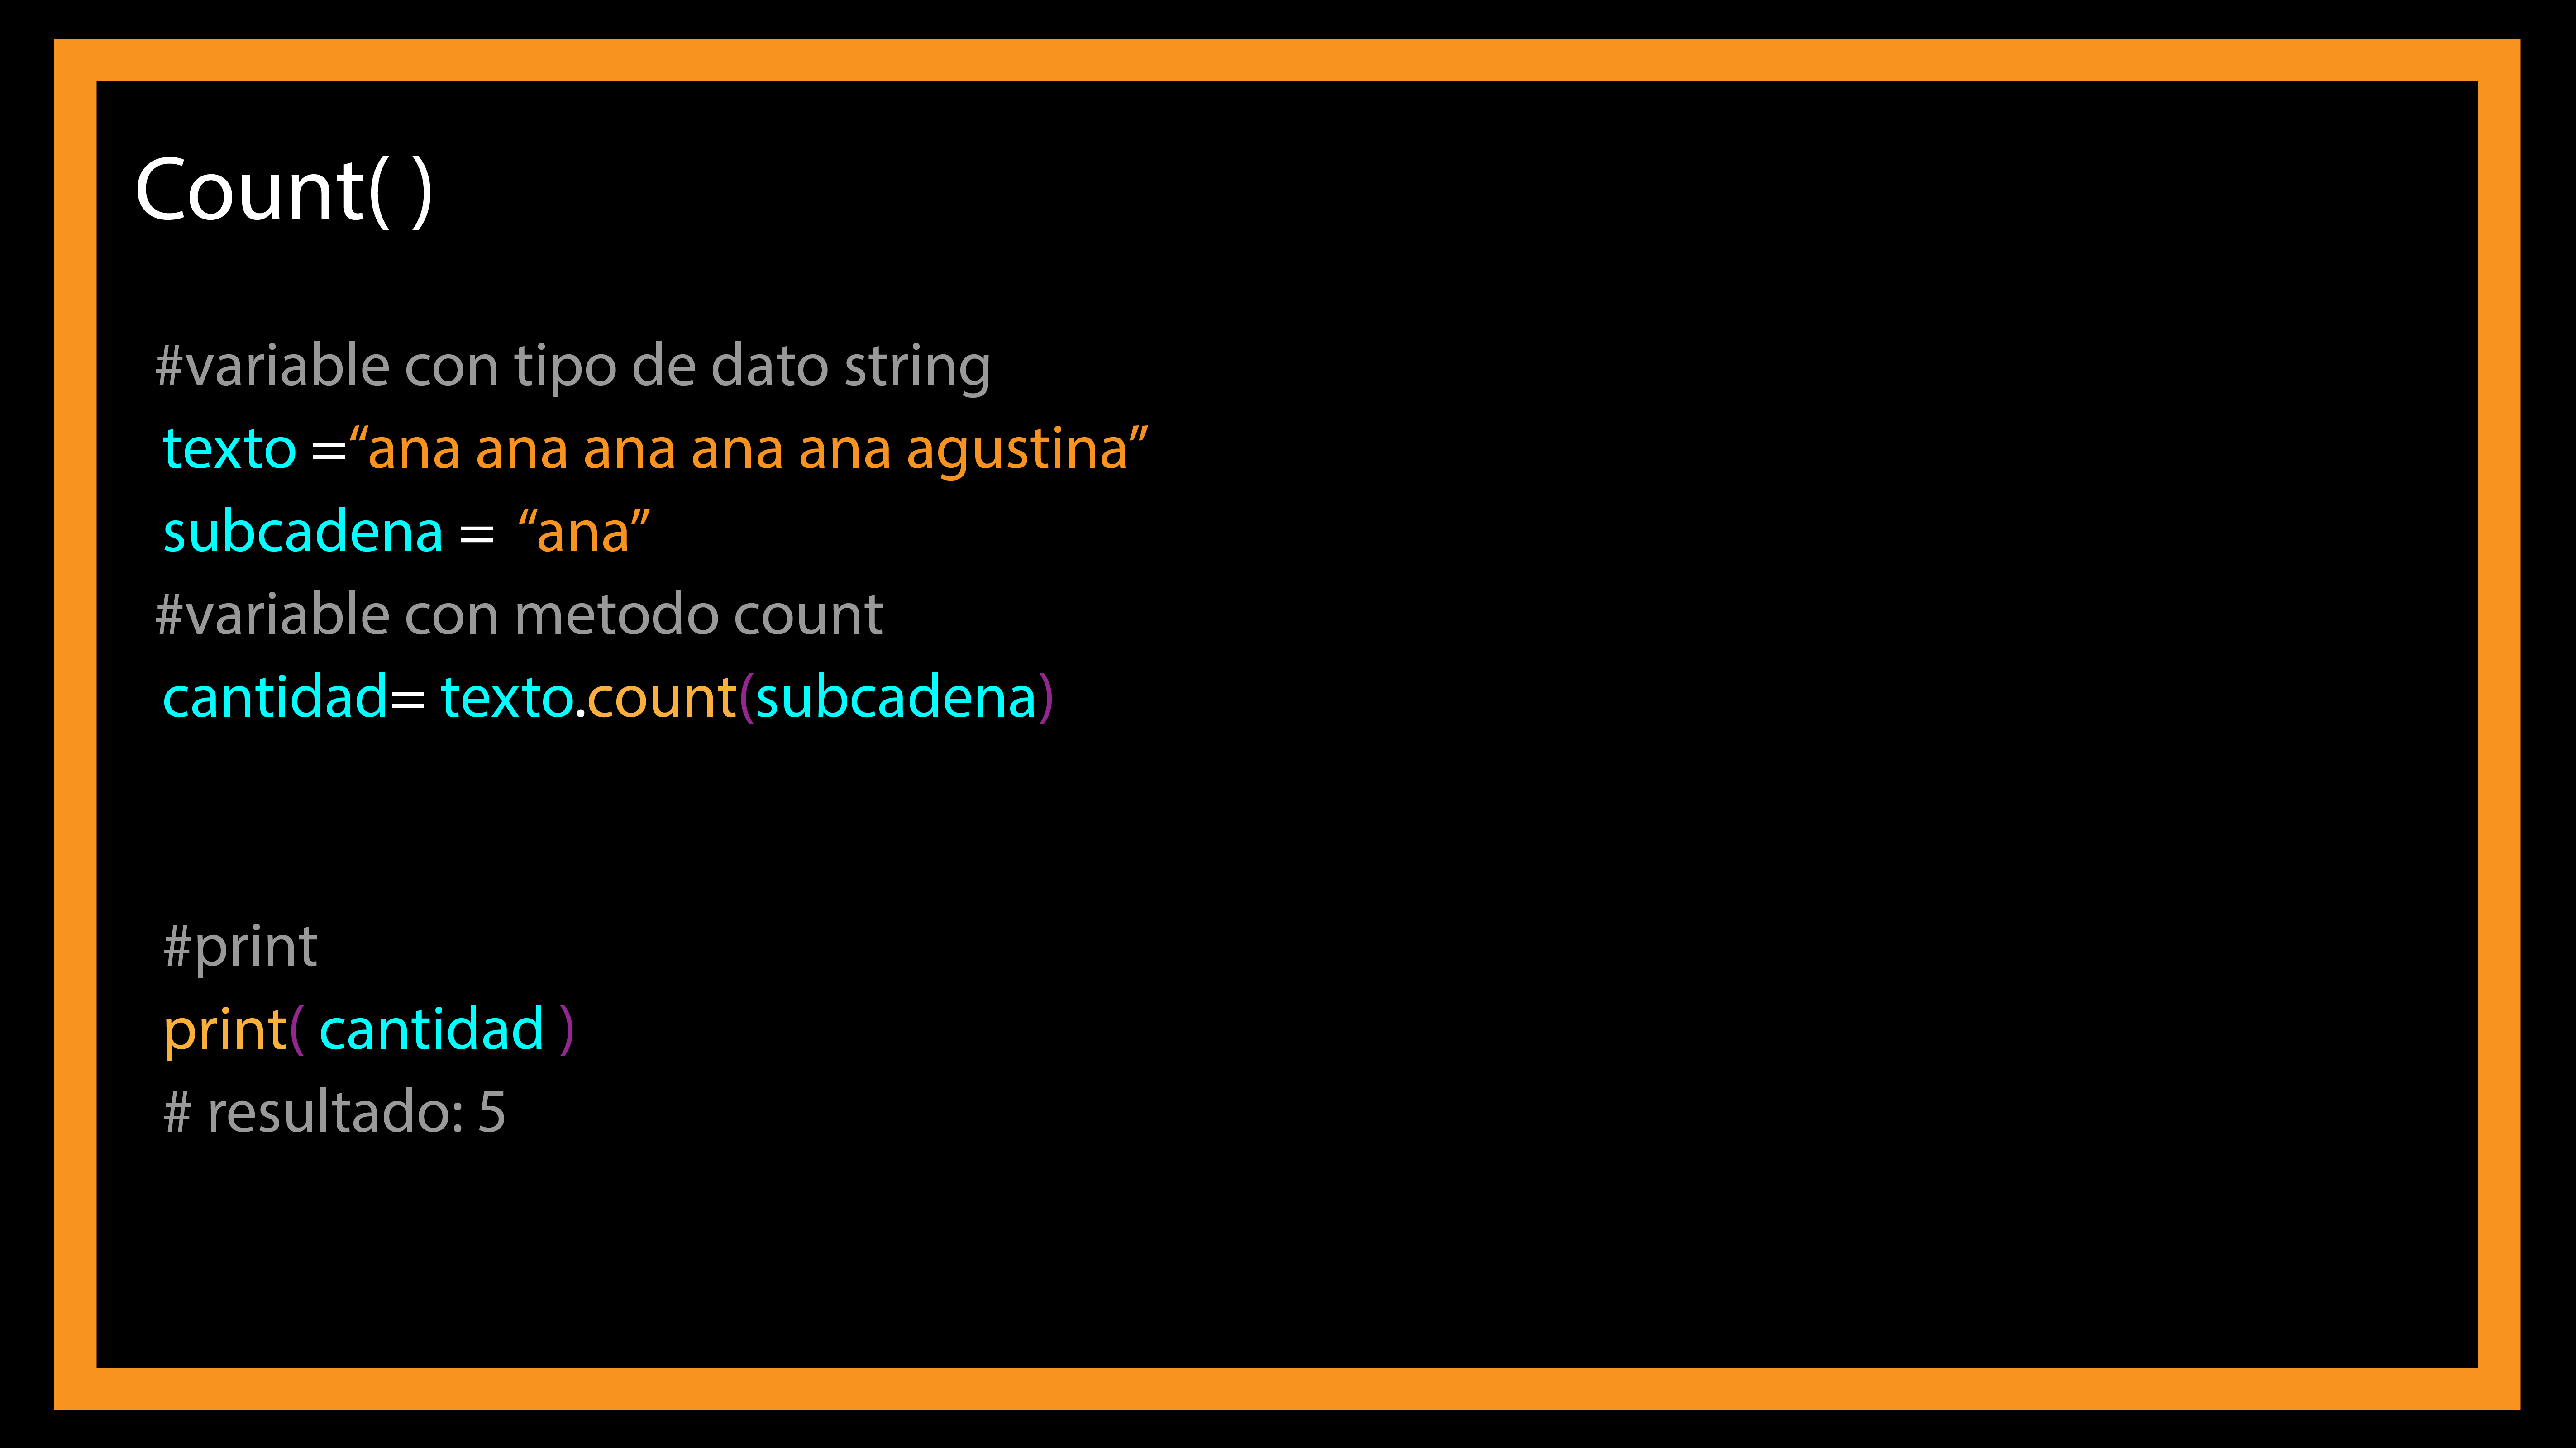 Count( )
#variable con tipo de dato string
texto =“ana ana ana ana ana agustina”
subcadena = “ana”
#variable con metodo count
cantidad= texto.count(subcadena)
#print
print( cantidad )
# resultado: 5